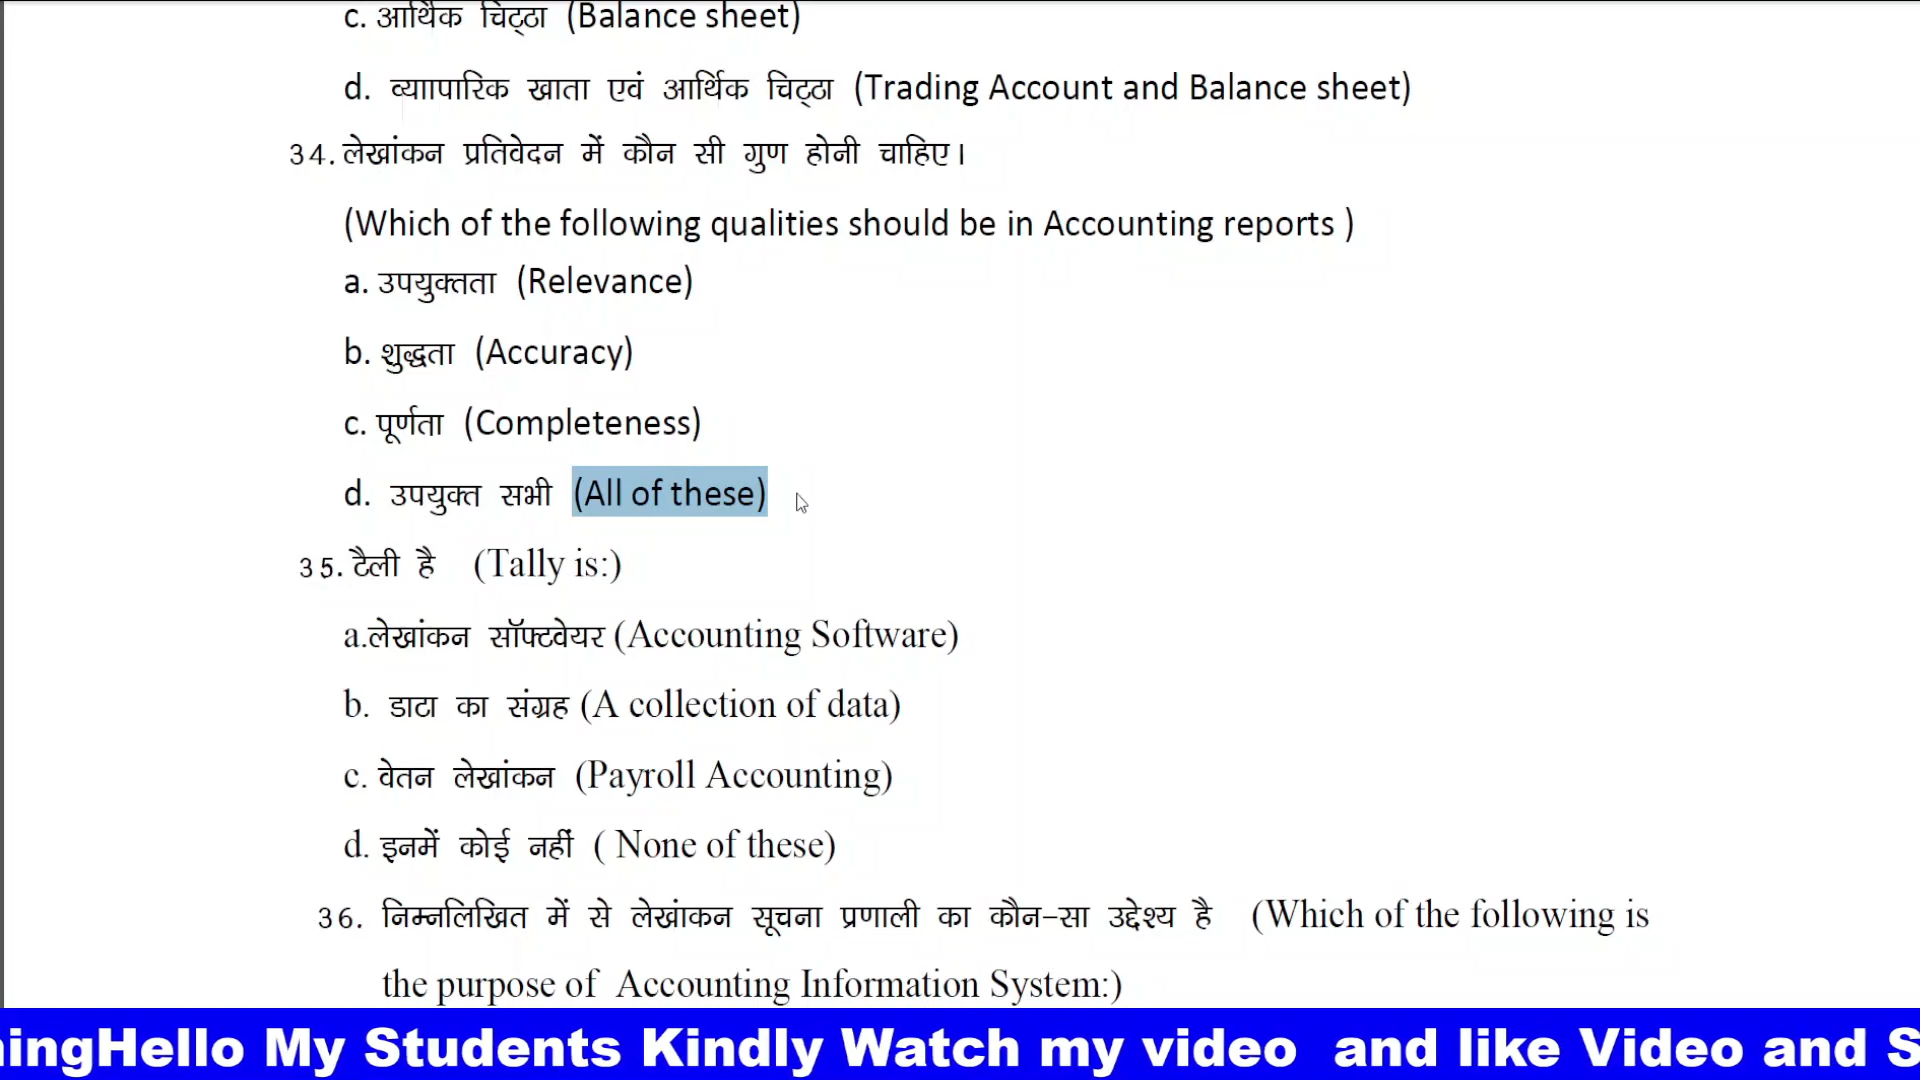 c. आर्थिक चिट्ठा (Balance sheet)
d. व्याापारिक खाता एवं आर्थिक चिट्ठा (Trading Account and Balance sheet)
34. लेखांकन प्रतिवेदन में कौन सी गुण होनी चाहिए।
(Which of the following qualities should be in Accounting reports )
a. उपयुक्तता (Relevance)
b. शुद्धता (Accuracy)
c. पूर्णता (Completeness)
d. उपयुक्त सभी (All of these)
35. टैली है (Tally is:)
a.लेखांकन सॉफ्टवेयर (Accounting Software)
b. डाटा का संग्रह (A collection of data)
c. वेतन लेखांकन (Payroll Accounting)
d. इनमें कोई नहीं ( None of these)
36. निम्नलिखित में से लेखांकन सूचना प्रणाली का कौन-सा उद्देश्य है (Which of the following is
the purpose of Accounting Information System:)
ingHello My Students Kindly Watch my video and like Video and S